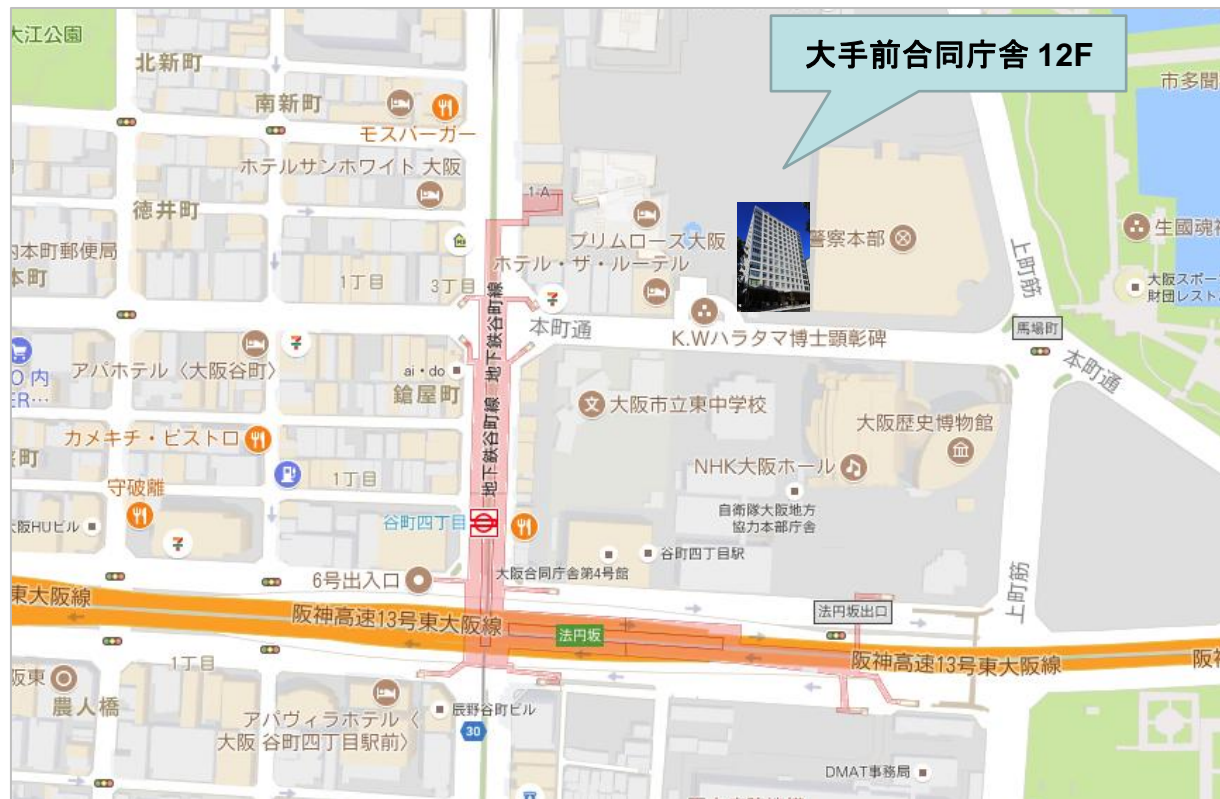 大手前合同庁舎 12F
大江公園
北新町
南新町
モスバーガー
市多聞
ホテルサンホワイト 大阪
1-A
徳井町
プリムローズ大阪
ホテル・ザ・ルーテル
警察本部
生國魂
内本町郵便局
本町
1丁目
3丁目
上町筋
大阪スポー
財団レスト
本町通
K.Wハラタマ博士顕彰碑
馬場町
本町通
地下鉄谷町線
地下鉄谷町線
アパホテル〈大阪谷町〉
ai・do
鎗屋町
大阪市立東中学校
大阪歴史博物館
カメキチ・ビストロ
町
1丁目
NHK大阪ホール
守破離
自衛隊大阪地方
協力本部庁舎
大阪HUビル
谷町四丁目
谷町四丁目駅
大阪合同庁舎第4号館
6号出入口
上町筋
東大阪線
阪神高速13号東大阪線
法円坂出口
法円坂
阪神高速13号東大阪線
1丁目
阪東
農人橋
アパヴィラホテル〈
大阪 谷町四丁目駅前〉
辰野谷町ビル
30
DMAT事務局